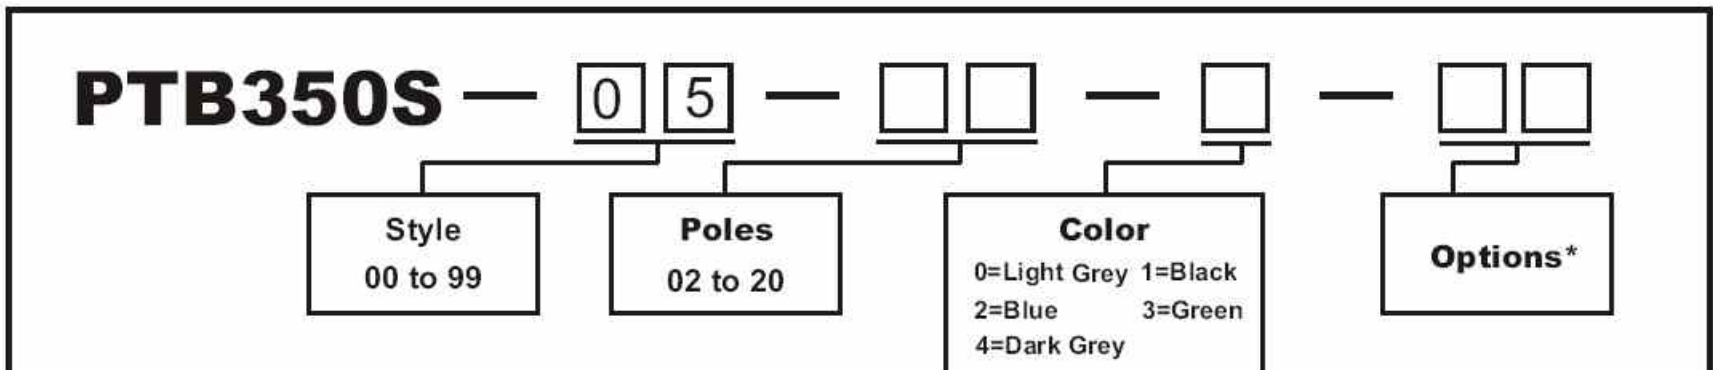 PTB350S — 0 5 — —  —
Style
00 to 99
Poles
02 to 20
Color
0=Light Grey 1=Black
2=Blue 3=Green
4=Dark Grey
Options*